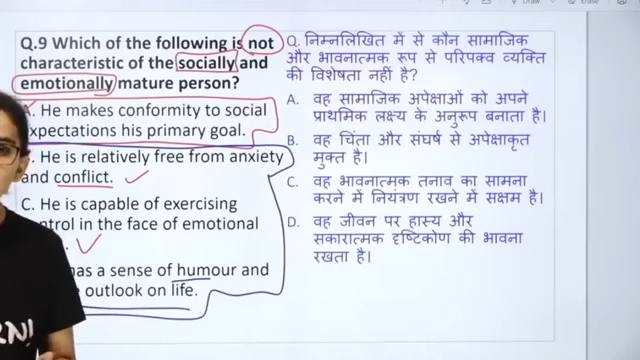 Draw
Q.9 Which of the following is not
characteristic of the socially and
emotionally mature person?
A. He makes conformity to social
expectations his primary goal.
He is relatively free from anxiety
and conflict.
C. He is capable of exercising
control in the face of emotional
has a sense of humour and
outlook on life.
Q. निम्नलिखित में से कौन सामाजिक
और भावनात्मक रूप से परिपक्व व्यक्ति
की विशेषता नहीं है?
A. वह सामाजिक अपेक्षाओं को अपने
प्राथमिक लक्ष्य के अनुरूप बनाता है।
B. वह चिंता और संघर्ष से अपेक्षाकृत
मुक्त है।
C. वह भावनात्मक तनाव का सामना
करने में नियंत्रण रखने में सक्षम है।
D. वह जीवन पर हास्य और
सकारात्मक दृष्टिकोण की भावना
रखता है।